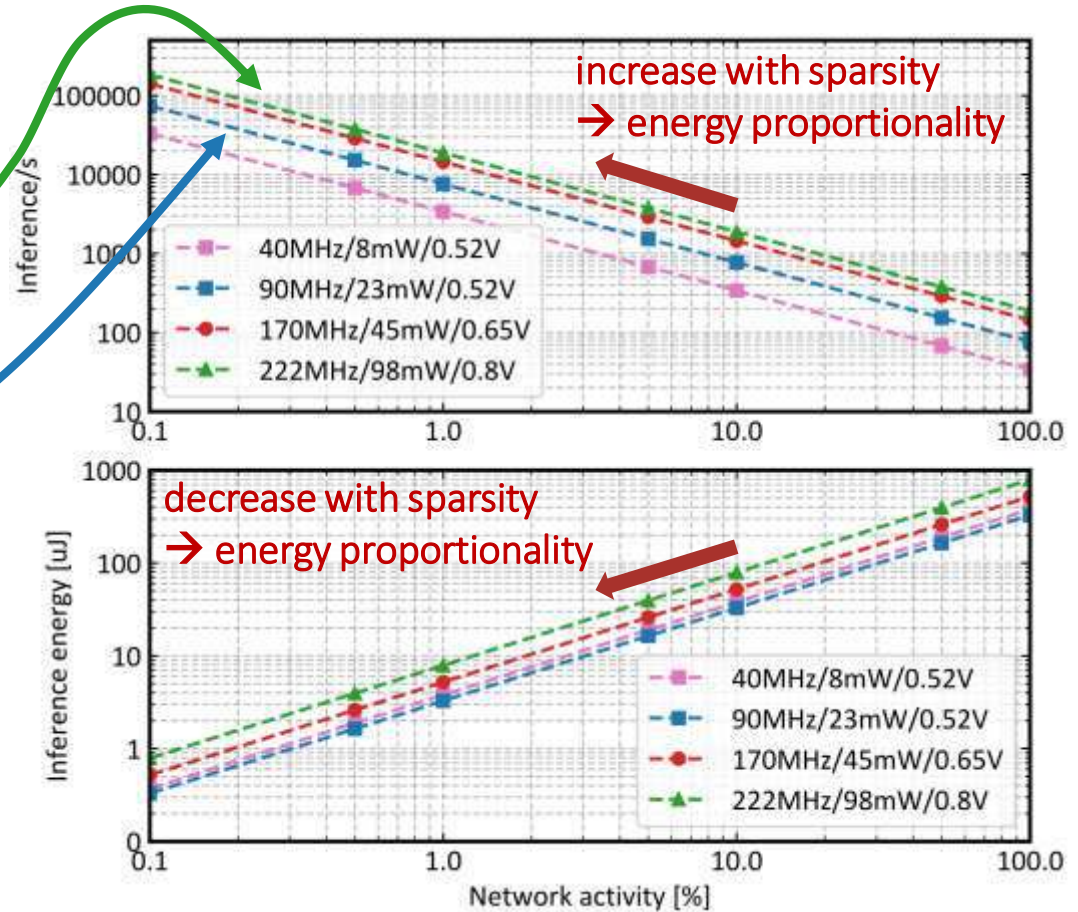 increase with sparsity
→ energy proportionality
Inference/s
100000
10000
1000
100
10
40MHz/8mW/0.52V
90MHz/23mW/0.52V
170MHz/45mW/0.65V
222MHz/98mW/0.8V
0.1
1.0
10.0
100.0
decrease with sparsity
→ energy proportionality
Inference energy [uJ]
1000
100
10
1
0
40MHz/8mW/0.52V
90MHz/23mW/0.52V
170MHz/45mW/0.65V
222MHz/98mW/0.8V
0.1
1.0
10.0
100.0
Network activity [%]